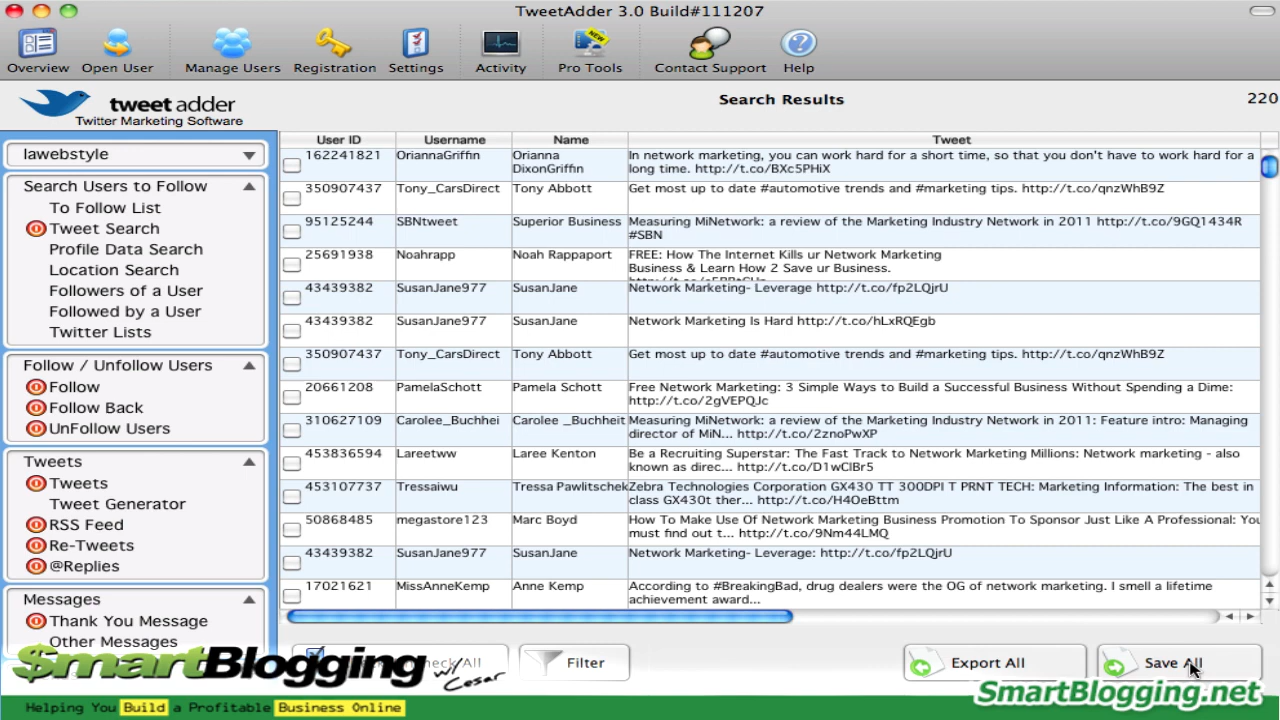 TweetAdder 3.0 Build#111207
Overview Open User Manage Users Registration Settings Activity Pro Tools Contact Support Help
NEW
tweet adder
Twitter Marketing Software
Search Results
220
lawebstyle
Search Users to Follow
To Follow List
Tweet Search
Profile Data Search
Location Search
Followers of a User
Followed by a User
Twitter Lists
Follow / Unfollow Users
Follow
Follow Back
UnFollow Users
Tweets
Tweets
Tweet Generator
RSS Feed
Re-Tweets
@Replies
Messages
Thank You Message
Other Messages
User ID Username Name Tweet
162241821 OriannaGriffin Orianna DixonGriffin In network marketing, you can work hard for a short time, so that you don't have to work hard for a
long time. http://t.co/BXc5PHiX
350907437 Tony_CarsDirect Tony Abbott Get most up to date #automotive trends and #marketing tips. http://t.co/qnzWhB9Z
95125244 SBNtweet Superior Business Measuring MiNetwork: a review of the Marketing Industry Network in 2011 http://t.co/9GQ1434R
#SBN
25691938 Noahrapp Noah Rappaport FREE: How The Internet Kills ur Network Marketing
Business & Learn How 2 Save ur Business.
43439382 SusanJane977 SusanJane Network Marketing- Leverage http://t.co/fp2LQjrU
43439382 SusanJane977 SusanJane Network Marketing Is Hard http://t.co/hLxRQEgb
350907437 Tony_CarsDirect Tony Abbott Get most up to date #automotive trends and #marketing tips. http://t.co/qnzWhB9Z
20661208 PamelaSchott Pamela Schott Free Network Marketing: 3 Simple Ways to Build a Successful Business Without Spending a Dime:
http://t.co/2gVEPQJc
310627109 Carolee_Buchhei Carolee _Buchheit Measuring MiNetwork: a review of the Marketing Industry Network in 2011: Feature intro: Managing
director of MiN... http://t.co/2znoPwXP
453836594 Lareetww Laree Kenton Be a Recruiting Superstar: The Fast Track to Network Marketing Millions: Network marketing - also
known as direc... http://t.co/D1wClBr5
453107737 Tressaiwu Tressa Pawlitschek Zebra Technologies Corporation GX430 TT 300DPI T PRNT TECH: Marketing Information: The best in
class GX430t ther... http://t.co/H4OeBttm
50868485 megastore123 Marc Boyd How To Make Use Of Network Marketing Business Promotion To Sponsor Just Like A Professional: You
must find out t... http://t.co/9Nm44LMQ
43439382 SusanJane977 SusanJane Network Marketing- Leverage: http://t.co/fp2LQjrU
17021621 MissAnneKemp Anne Kemp According to #BreakingBad, drug dealers were the OG of network marketing. I smell a lifetime
achievement award...
All
Filter
Export All
Save All
$martBlogging w/ Cesar
SmartBlogging.net
Helping You Build a Profitable Business Online